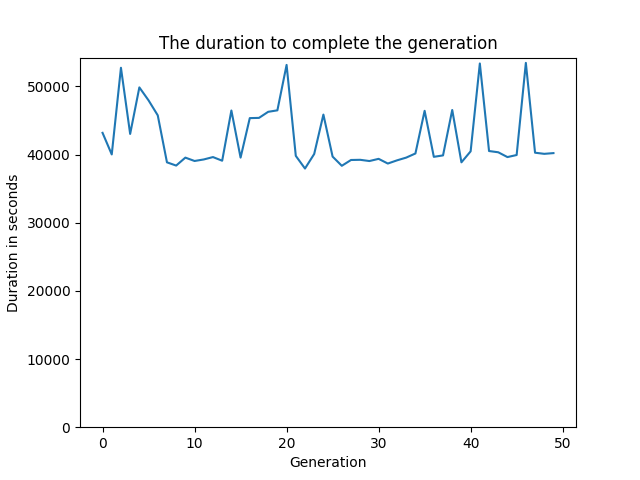 The duration to complete the generation
Duration in seconds
50000
40000
30000
20000
10000
0
0 10 20 30 40 50
Generation